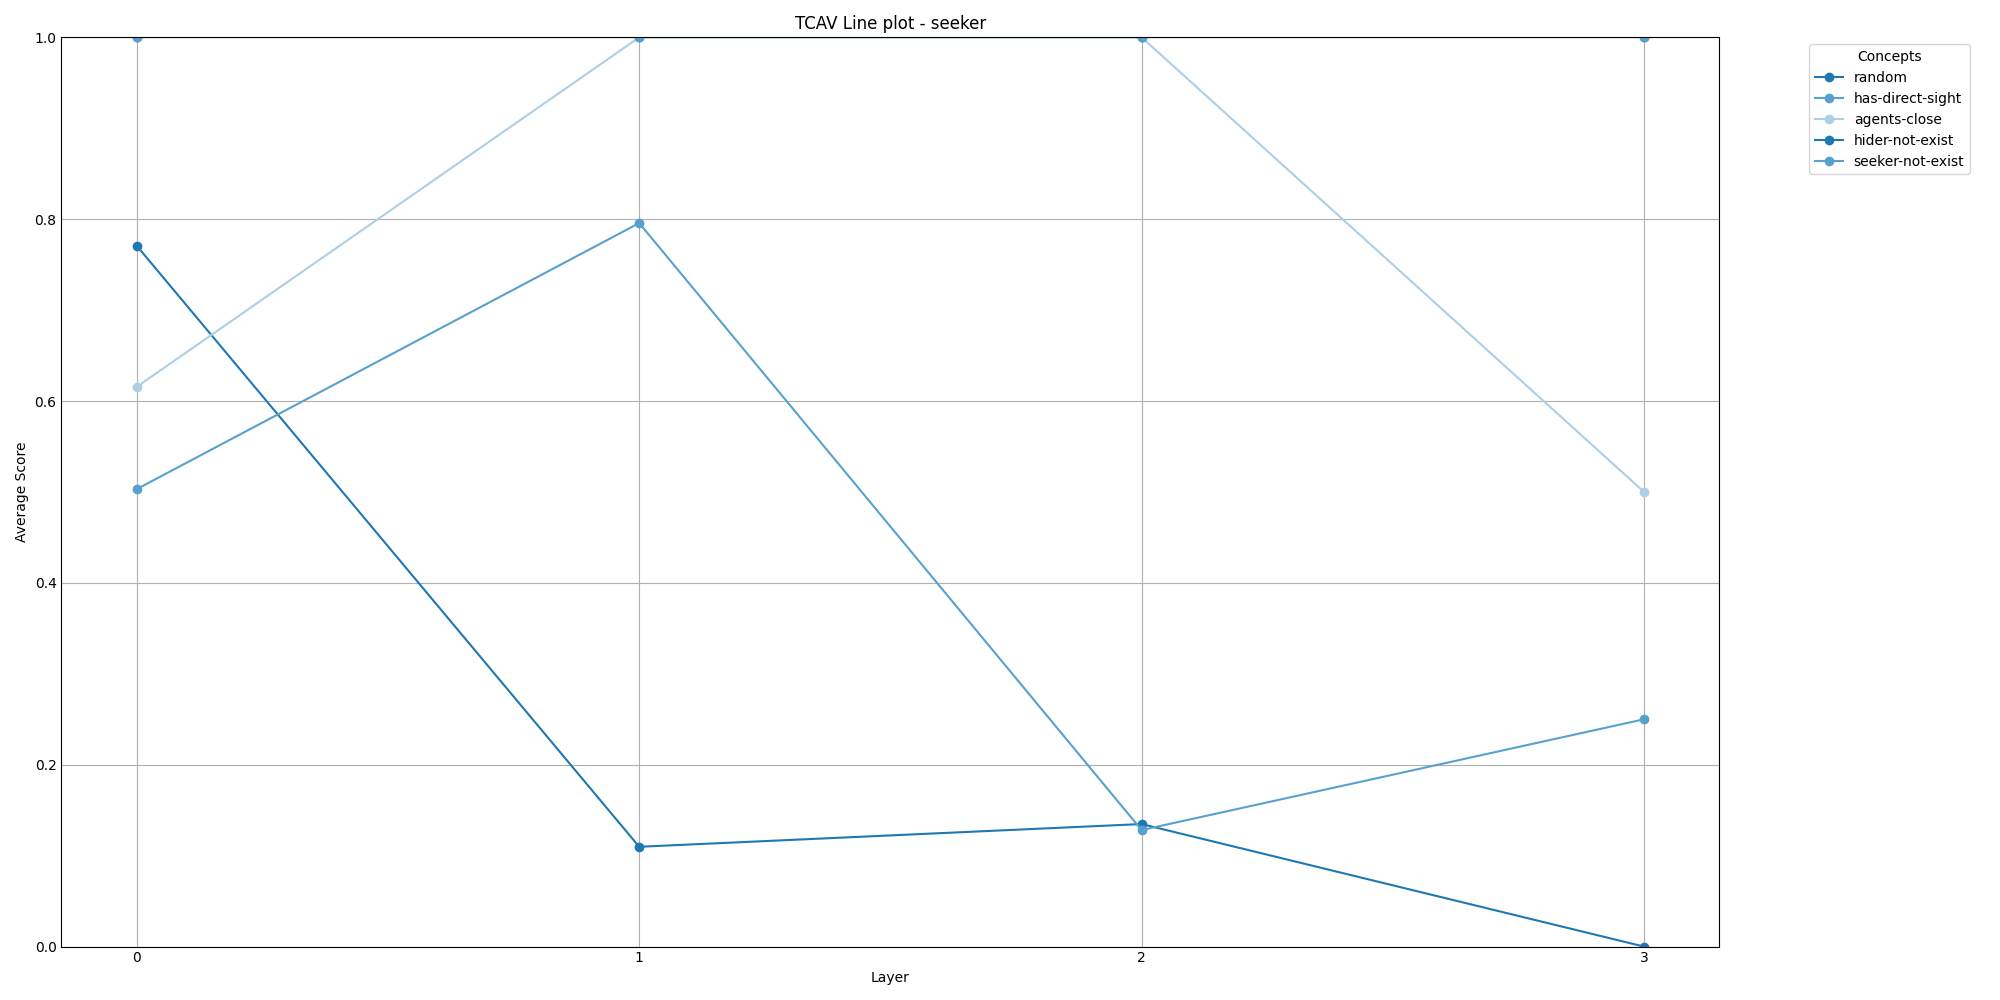 TCAV Line plot - seeker
Concepts
random
has-direct-sight
agents-close
hider-not-exist
seeker-not-exist
1.0
0.8
0.6
0.4
0.2
0.0
Average Score
0 1 2 3
Layer